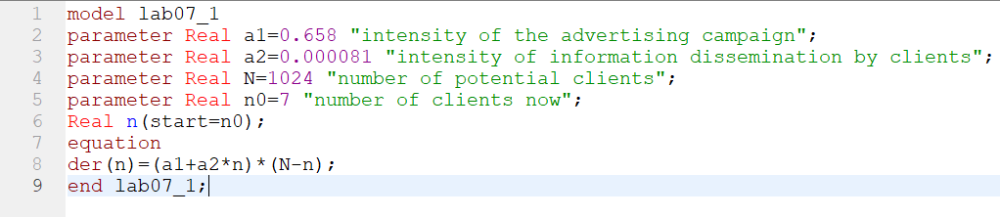 1 model lab07_1
2 parameter Real a1=0.658 "intensity of the advertising campaign";
3 parameter Real a2=0.000081 "intensity of information dissemination by clients";
4 parameter Real N=1024 "number of potential clients";
5 parameter Real n0=7 "number of clients now";
6 Real n(start=n0);
7 equation
8 der(n)=(a1+a2*n)*(N-n);
9 end lab07_1;